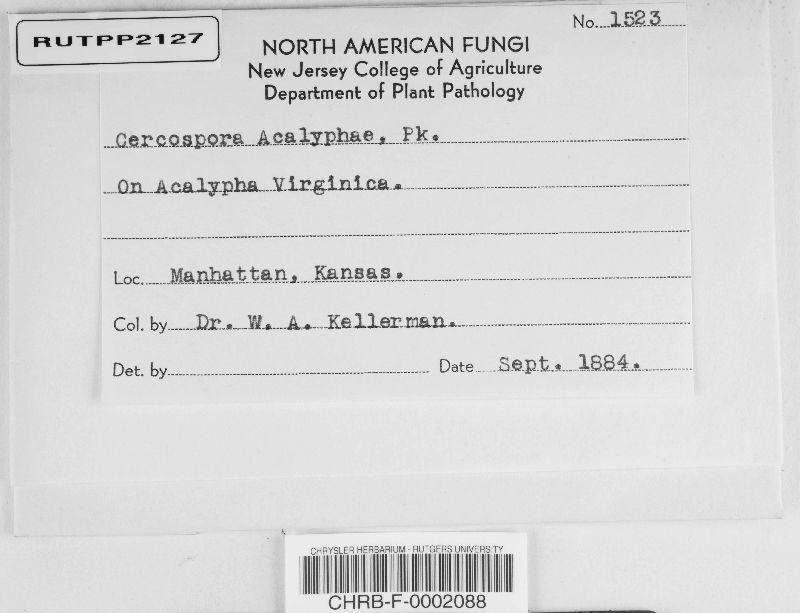 RUTPP2127
No. 1523
NORTH AMERICAN FUNGI
New Jersey College of Agriculture
Department of Plant Pathology
Cercospora Acalyphae, Pk.
On Acalypha Virginica.
Loc. Manhattan, Kansas.
Col. by Dr. W. A. Kellerman.
Det. by Date Sept. 1884.
CHRYSLER HERBARIUM - RUTGERS UNIVERSITY
CHRB-F-0002088